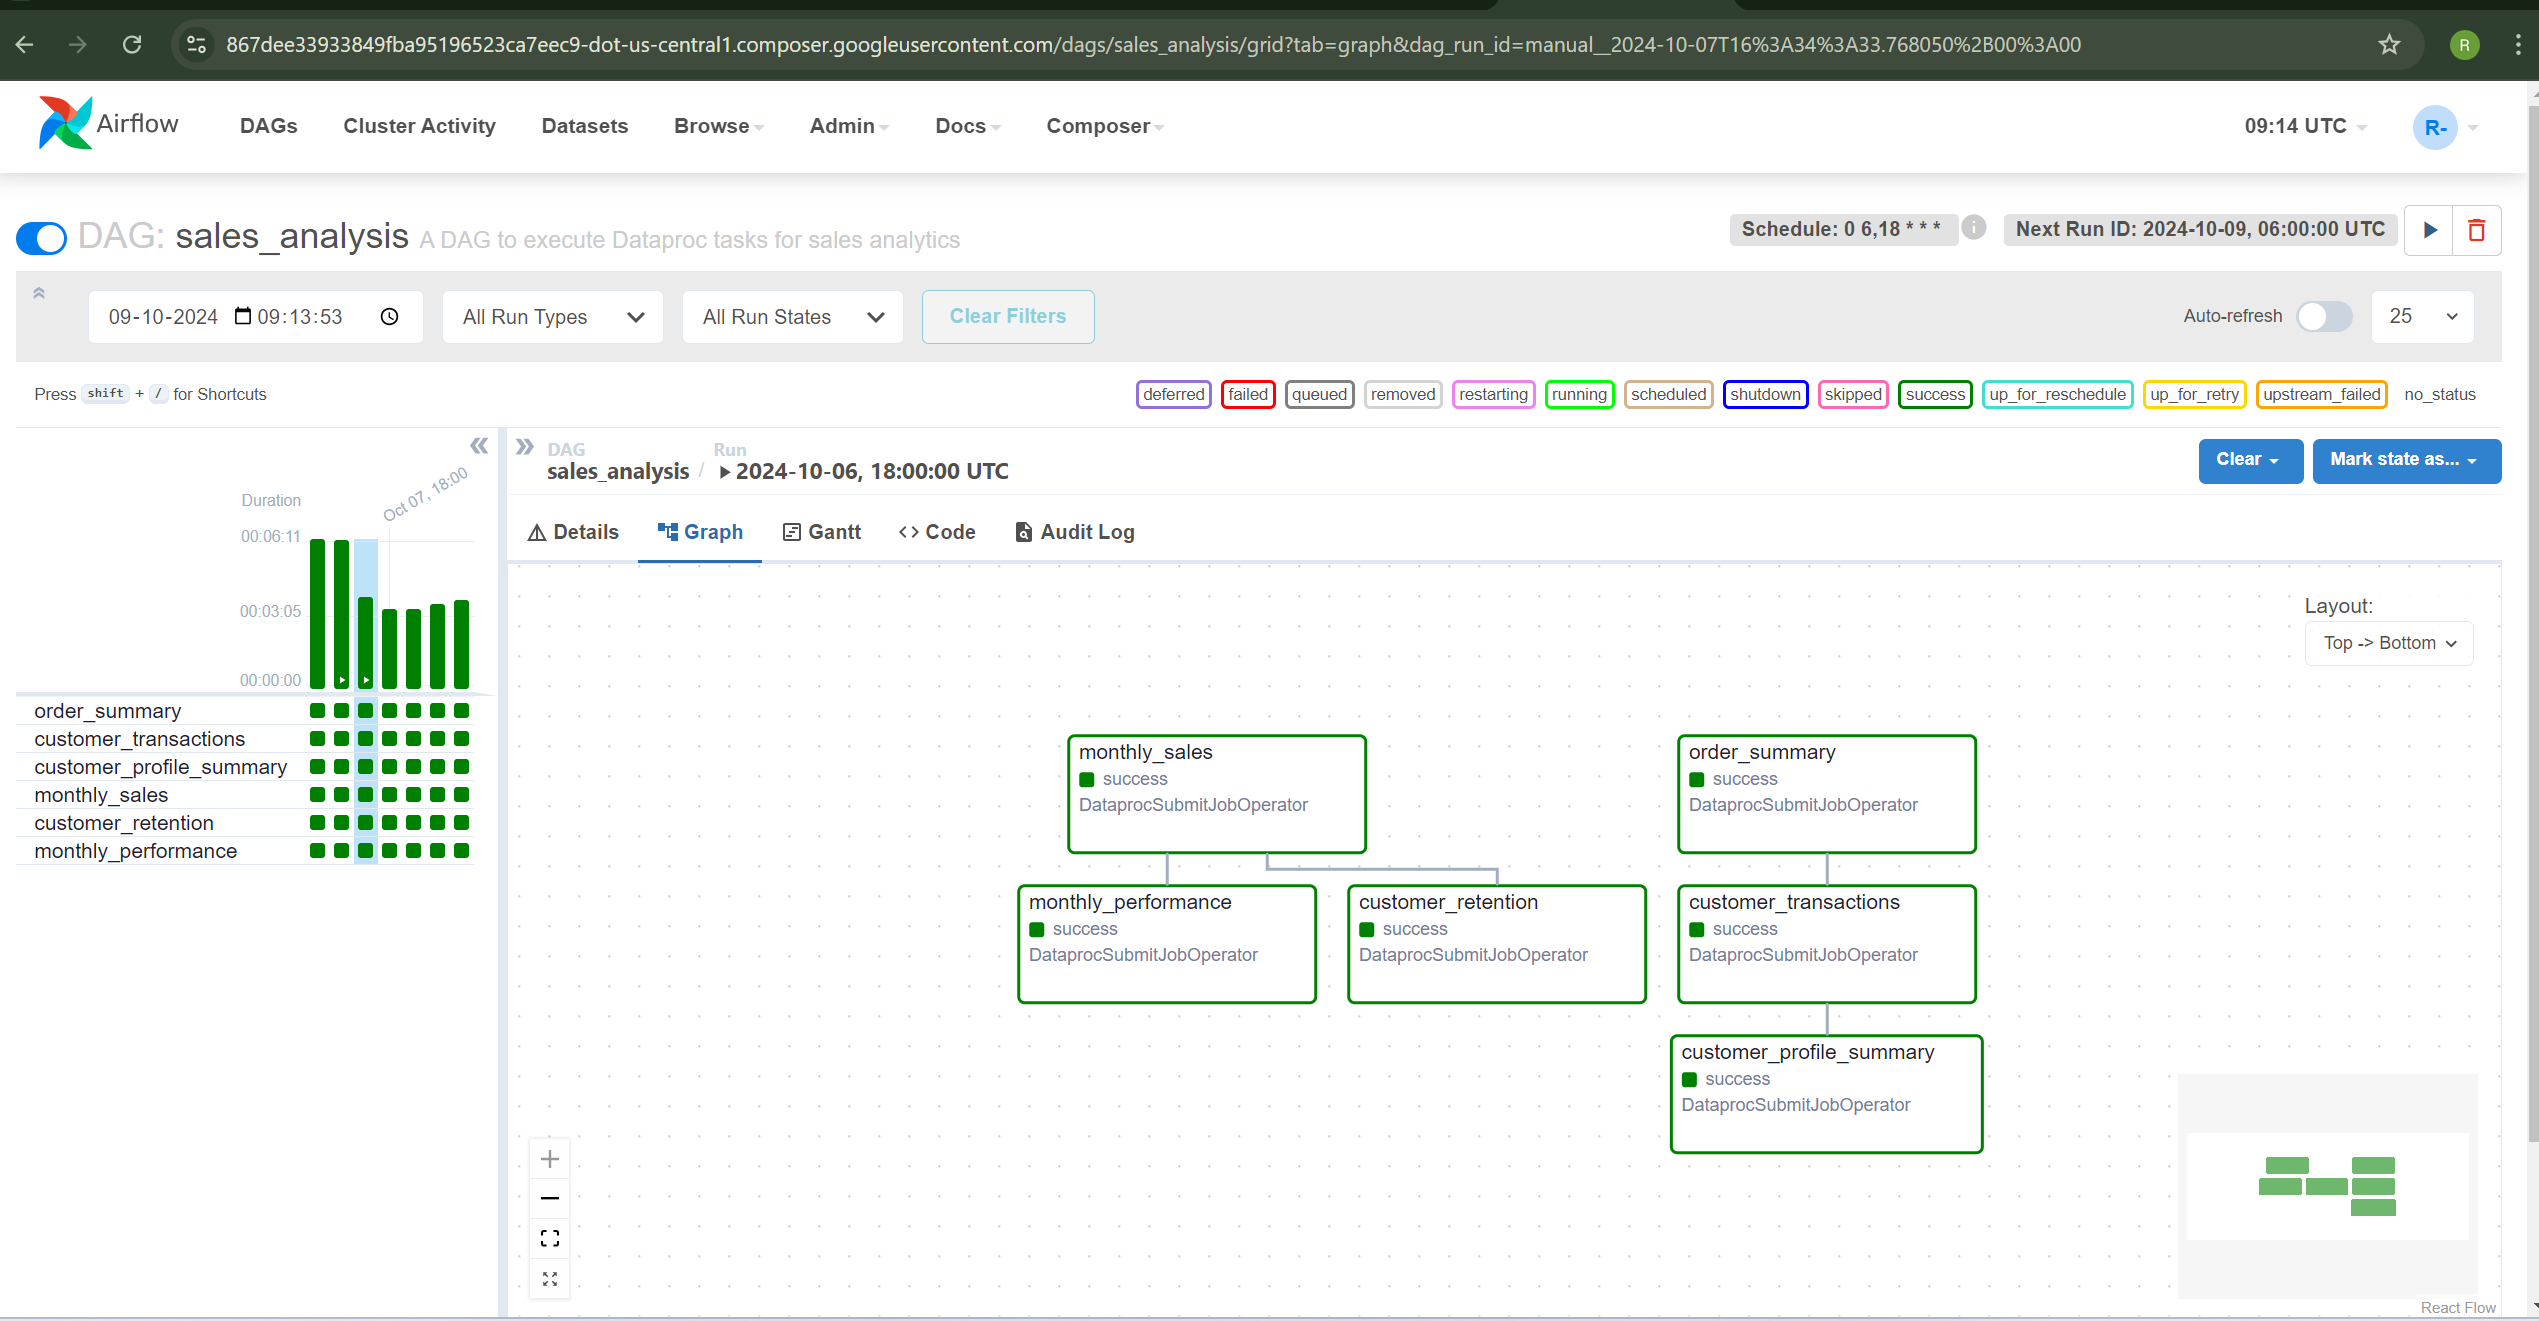 867dee33933849fba95196523ca7eec9-dot-us-central1.composer.googleusercontent.com/dags/sales_analysis/grid?tab=graph&dag_run_id=manual__2024-10-07T16%3A34%3A33.768050%2B00%3A00
R
Airflow
DAGs
Cluster Activity
Datasets
Browse
Admin
Docs
Composer
09:14 UTC
R-
DAG: sales_analysis A DAG to execute Dataproc tasks for sales analytics
Schedule: 0 6,18 * * *
i
Next Run ID: 2024-10-09, 06:00:00 UTC
09-10-2024 09:13:53
All Run Types
All Run States
Clear Filters
Auto-refresh
25
Press shift + / for Shortcuts
deferred
failed
queued
removed
restarting
running
scheduled
shutdown
skipped
success
up_for_reschedule
up_for_retry
upstream_failed
no_status
Oct 07, 18:00
Duration
00:06:11
00:03:05
00:00:00
order_summary
customer_transactions
customer_profile_summary
monthly_sales
customer_retention
monthly_performance
DAG
Run
sales_analysis / 2024-10-06, 18:00:00 UTC
Clear
Mark state as...
Details
Graph
Gantt
Code
Audit Log
Layout:
Top -> Bottom
monthly_sales
success
DataprocSubmitJobOperator
order_summary
success
DataprocSubmitJobOperator
monthly_performance
success
DataprocSubmitJobOperator
customer_retention
success
DataprocSubmitJobOperator
customer_transactions
success
DataprocSubmitJobOperator
customer_profile_summary
success
DataprocSubmitJobOperator
React Flow